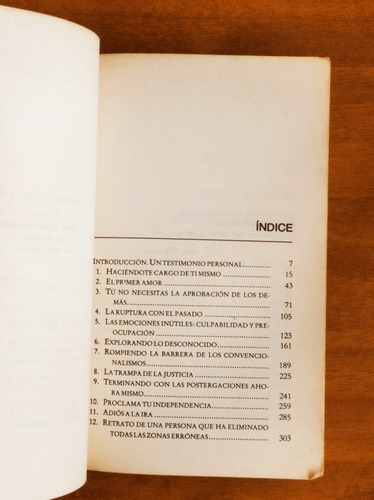 ÍNDICE
INTRODUCCIÓN. UN TESTIMONIO PERSONAL............... 7
1. HACIÉNDOTE CARGO DE TI MISMO................... 15
2. EL PRIMER AMOR................................ 43
3. TÚ NO NECESITAS LA APROBACIÓN DE LOS DE-
MÁS.............................................. 71
4. LA RUPTURA CON EL PASADO...................... 105
5. LAS EMOCIONES INÚTILES: CULPABILIDAD Y PRE-
OCUPACIÓN........................................ 123
6. EXPLORANDO LO DESCONOCIDO..................... 161
7. ROMPIENDO LA BARRERA DE LOS CONVENCIO-
NALISMOS......................................... 189
8. LA TRAMPA DE LA JUSTICIA...................... 225
9. TERMINANDO CON LAS POSTERGACIONES AHO-
RA MISMO......................................... 241
10. PROCLAMA TU INDEPENDENCIA.................... 259
11. ADIÓS A LA IRA............................... 285
12. RETRATO DE UNA PERSONA QUE HA ELIMINADO
TODAS LAS ZONAS ERRÓNEAS......................... 303